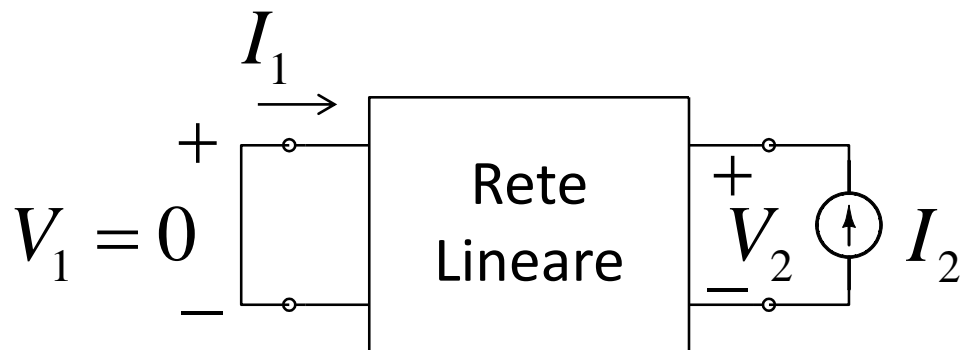 I₁
+
V₁ = 0
−
Rete
Lineare
+
V₂
−
I₂